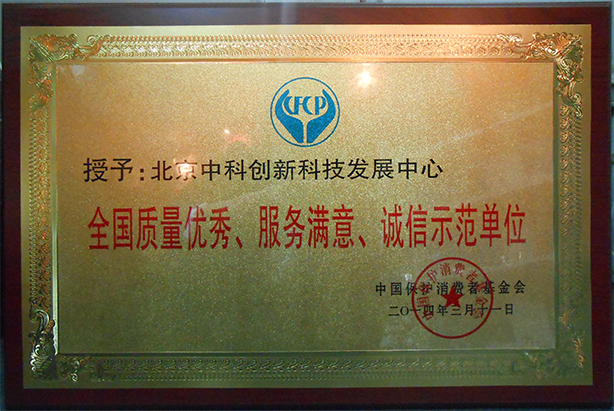 CFCP
授予：北京中科创新科技发展中心
全国质量优秀、服务满意、诚信示范单位
中国保护消费者基金会
二〇一四年三月十一日